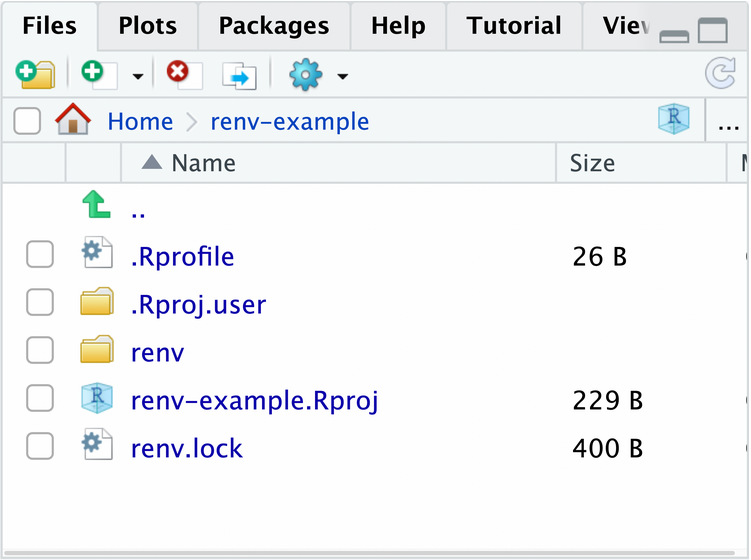 Files Plots Packages Help Tutorial
Home renv-example R ...
Name Size
..
.Rprofile 26 B
.Rproj.user
renv
R renv-example.Rproj 229 B
renv.lock 400 B